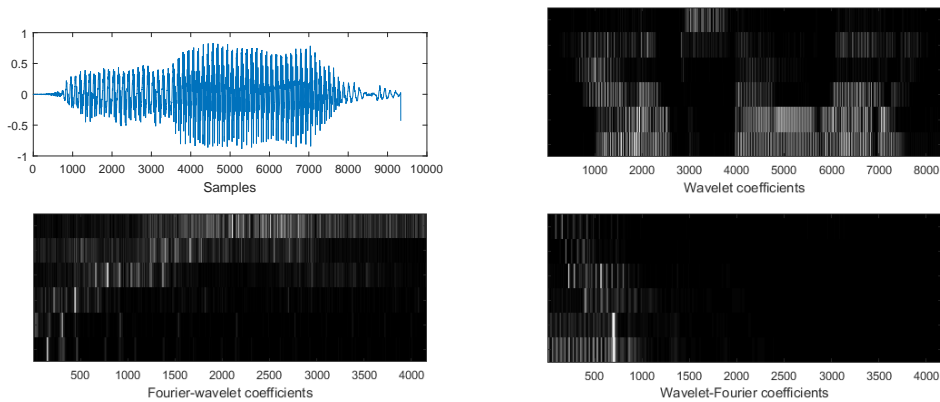 1
0.5
0
-0.5
-1
0 1000 2000 3000 4000 5000 6000 7000 8000 9000 10000
Samples
1000 2000 3000 4000 5000 6000 7000 8000
Wavelet coefficients
500 1000 1500 2000 2500 3000 3500 4000
Fourier-wavelet coefficients
500 1000 1500 2000 2500 3000 3500 4000
Wavelet-Fourier coefficients